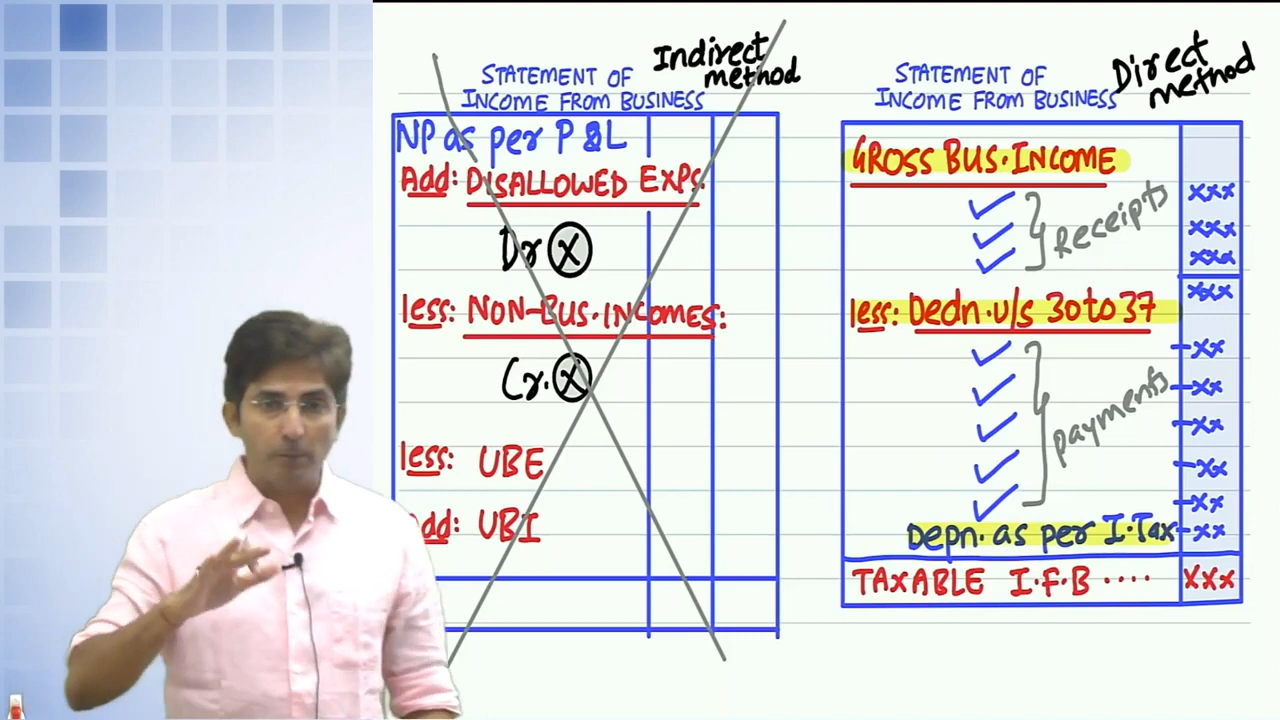 Indirect method
STATEMENT OF
INCOME FROM BUSINESS
NP as per P&L
Add: DISALLOWED EXPS.
Dr X
less: NON-BUS. INCOMES:
Cr. X
less: UBE
Add: UBI
Direct method
STATEMENT OF
INCOME FROM BUSINESS
GROSS BUS. INCOME
Receipts
xxx
xxx
xxx
xxx
less: Dedn. u/s 30 to 37
payments
-xx
-xx
-xx
-xx
-xx
Depn. as per I. Tax -xx
TAXABLE I.F.B .... xxx